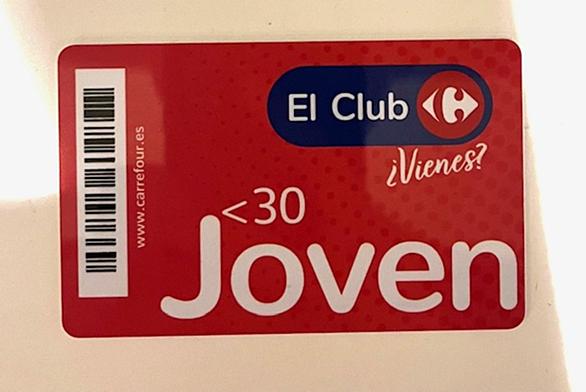 El Club
¿Vienes?
<30
Joven
www.carrefour.es